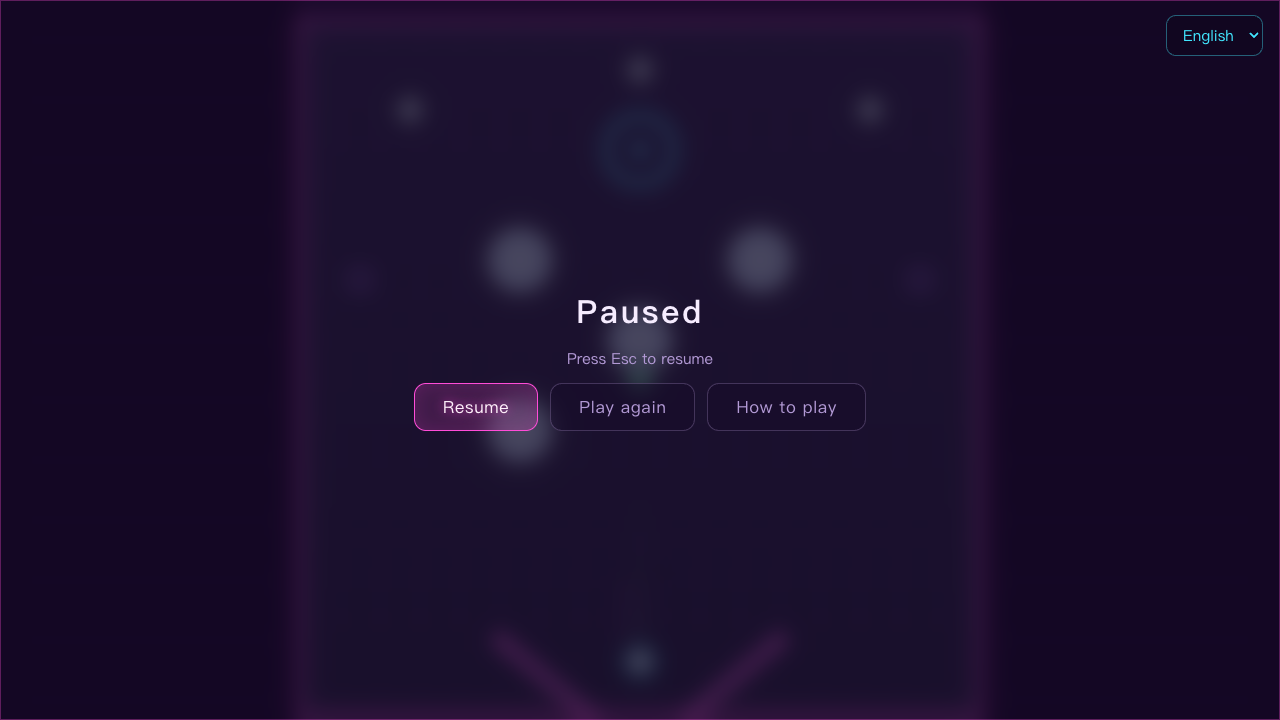 English
Paused
Press Esc to resume
Resume
Play again
How to play